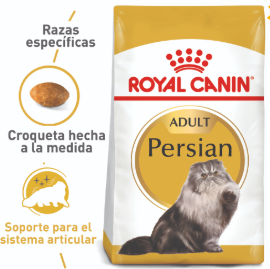 Razas
específicas
Croqueta hecha
a la medida
Soporte para el
sistema articular
ROYAL CANIN
ADULT
Persian